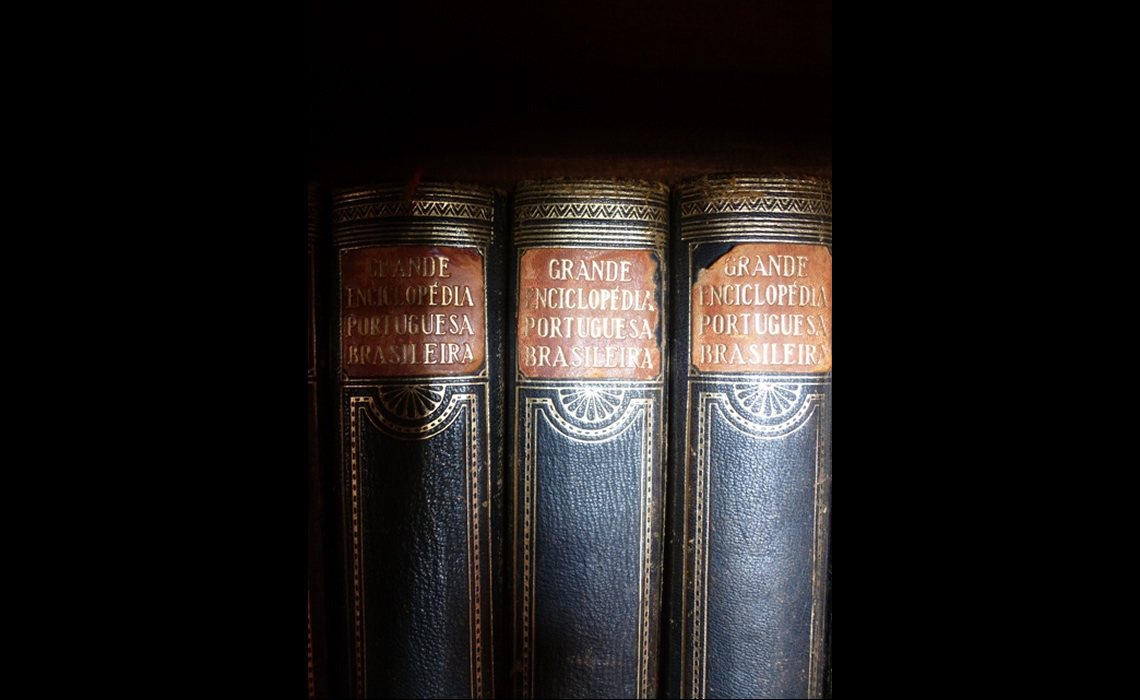 GRANDE
ENCICLOPÉDIA
PORTUGUESA
BRASILEIRA
GRANDE
ENCICLOPÉDIA
PORTUGUESA
BRASILEIRA
GRANDE
ENCICLOPÉDIA
PORTUGUESA
BRASILEIRA